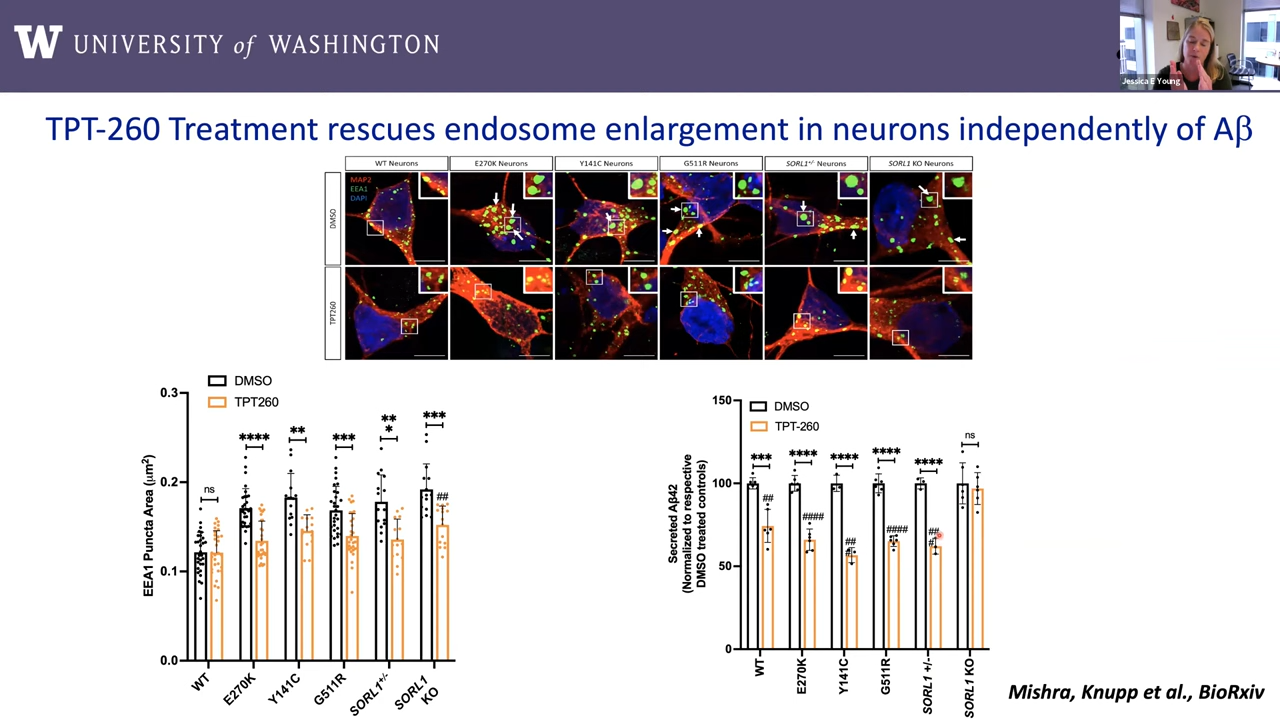 W UNIVERSITY of WASHINGTON
Jessica E Young
TPT-260 Treatment rescues endosome enlargement in neurons independently of Aβ
WT Neurons E270K Neurons Y141C Neurons G511R Neurons SORL1+/- Neurons SORL1 KO Neurons
DMSO
MAP2
EEA1
DAPI
TPT260
DMSO
TPT260
EEA1 Puncta Area (μm²)
0.3
0.2
0.1
0.0
ns **** ** *** ** * *** ##
WT E270K Y141C G511R SORL1+/- SORL1 KO
DMSO
TPT-260
Secreted Aβ42
(Normalized to respective
DMSO treated controls)
150
100
50
0
*** **** **** **** **** ns
## #### ## # #### ## #
WT E270K Y141C G511R SORL1 +/- SORL1 KO
Mishra, Knupp et al., BioRxiv